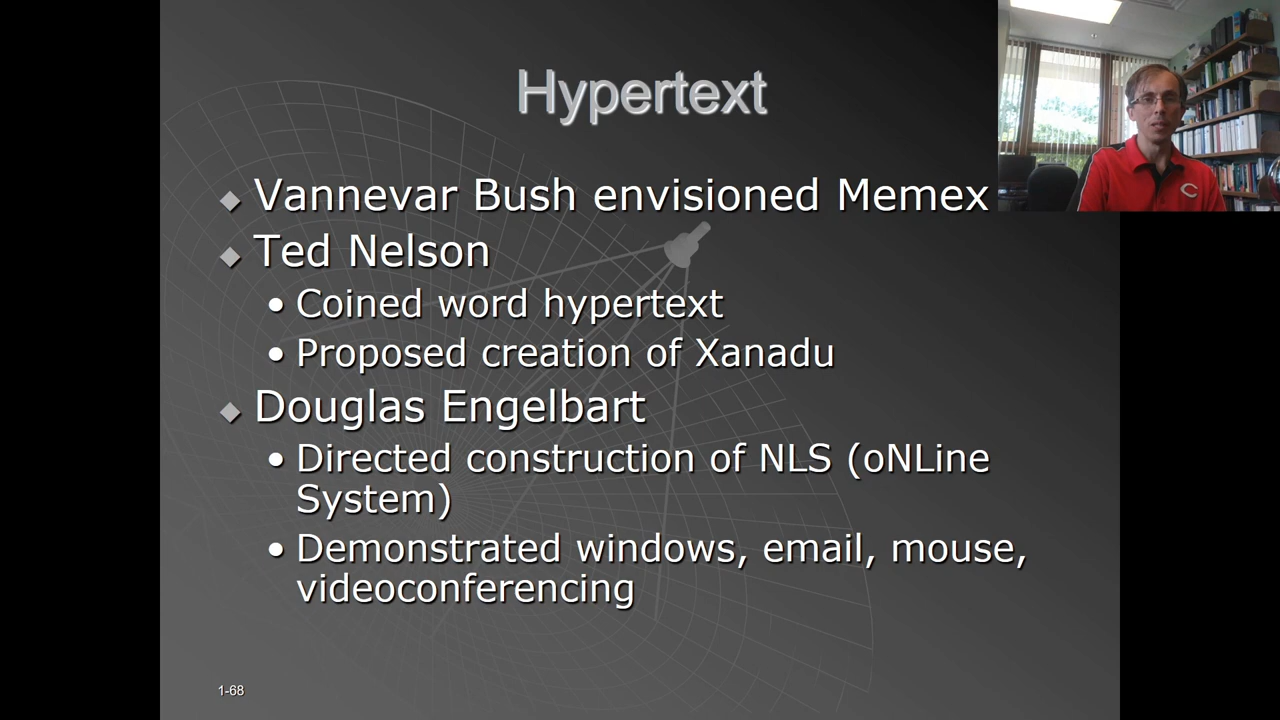 Hypertext
Vannevar Bush envisioned Memex
Ted Nelson
Coined word hypertext
Proposed creation of Xanadu
Douglas Engelbart
Directed construction of NLS (oNLine
System)
Demonstrated windows, email, mouse,
videoconferencing
1-68